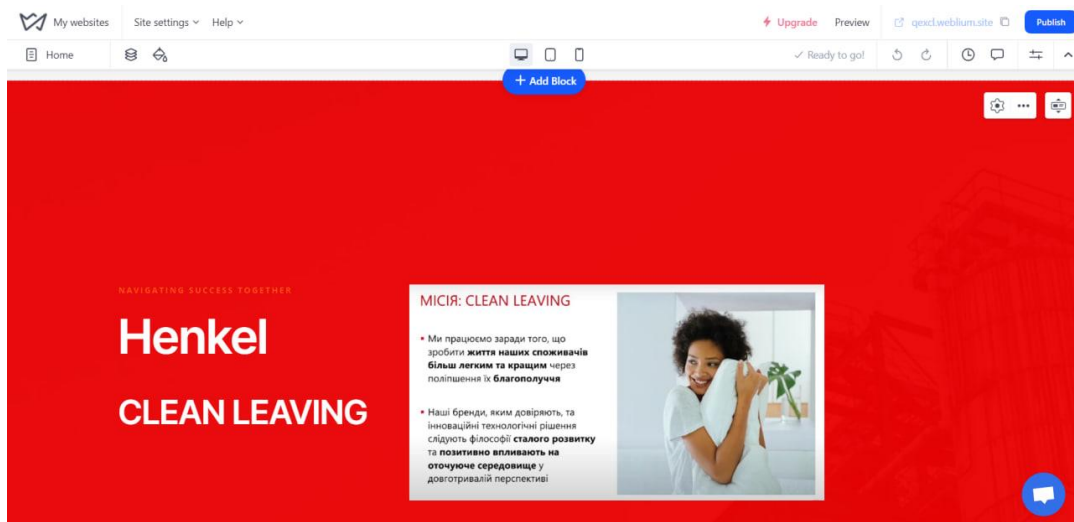 My websites
Site settings
Help
Upgrade
Preview
qexcl.weblium.site
Publish
Home
Ready to go!
+ Add Block
NAVIGATING SUCCESS TOGETHER
Henkel
CLEAN LEAVING
МІСІЯ: CLEAN LEAVING
• Ми працюємо заради того, що
зробити життя наших споживачів
більш легким та кращим через
поліпшення їх благополуччя
• Наші бренди, яким довіряють, та
інноваційні технологічні рішення
слідують філософії сталого розвитку
та позитивно впливають на
оточуюче середовище у
довготривалій перспективі